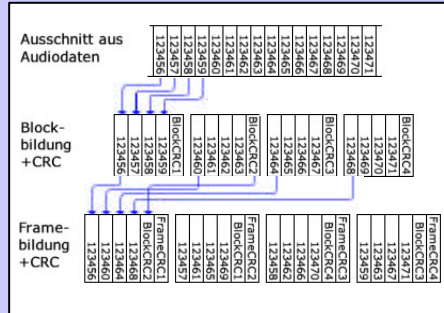 Ausschnitt aus
Audiodaten
123456
123457
123458
123459
123460
123461
123462
123463
123464
123465
123466
123467
123468
123469
123470
123471
Block-
bildung
+CRC
123456
123457
123458
123459
BlockCRC1
123460
123461
123462
123463
BlockCRC2
123464
123465
123466
123467
BlockCRC3
123468
123469
123470
123471
BlockCRC4
Frame-
bildung
+CRC
123456
123460
123464
123468
BlockCRC2
FrameCRC1
123457
123461
123465
123469
BlockCRC1
FrameCRC2
123458
123462
123466
123470
BlockCRC4
FrameCRC3
123459
123463
123467
123471
BlockCRC3
FrameCRC4